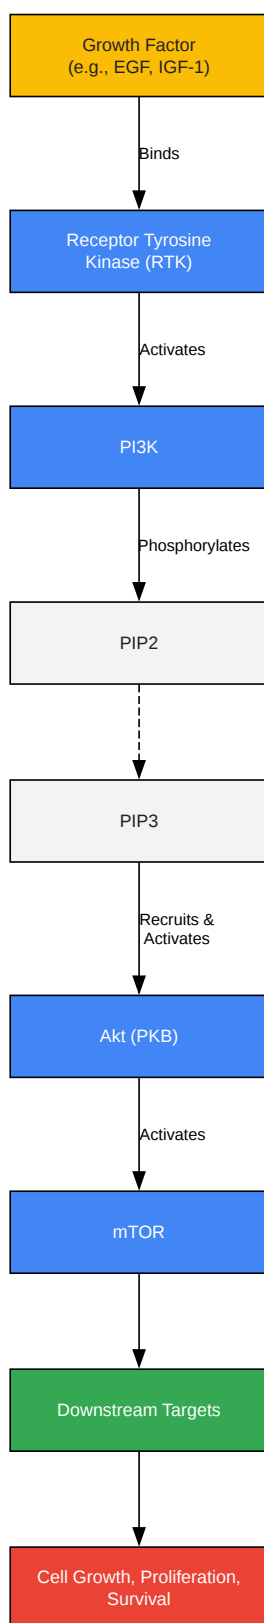 Growth Factor
(e.g., EGF, IGF-1)
Binds
Receptor Tyrosine
Kinase (RTK)
Activates
PI3K
Phosphorylates
PIP2
PIP3
Recruits &
Activates
Akt (PKB)
Activates
mTOR
Downstream Targets
Cell Growth, Proliferation,
Survival